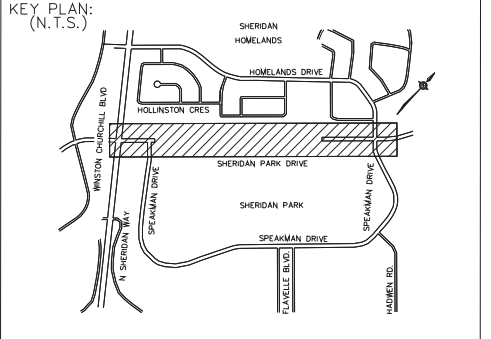 KEY PLAN:
(N.T.S.)
SHERIDAN
HOMELANDS
HOMELANDS DRIVE
HOLLINSTON CRES
WINSTON CHURCHILL BLVD
SHERIDAN PARK DRIVE
SPEAKMAN DRIVE
SPEAKMAN DRIVE
SHERIDAN PARK
N SHERIDAN WAY
SPEAKMAN DRIVE
FLAVELLE BLVD.
HADWEN RD.